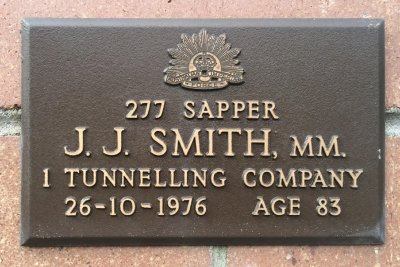 277 SAPPER
J. J. SMITH, MM.
1 TUNNELLING COMPANY
26-10-1976 AGE 83